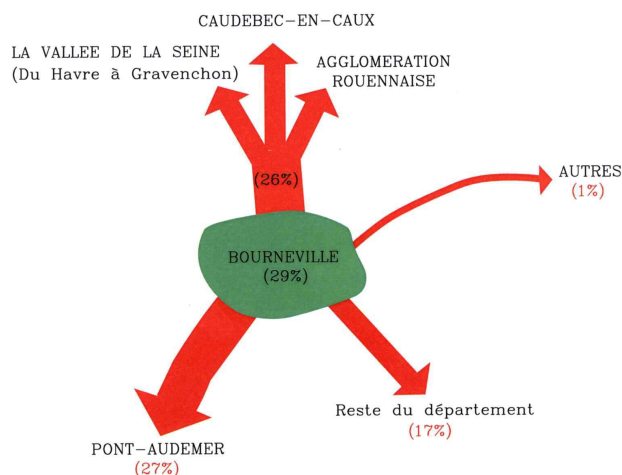 CAUDEBEC-EN-CAUX
LA VALLEE DE LA SEINE
(Du Havre à Gravenchon)
AGGLOMERATION
ROUENNAISE
(26%)
AUTRES
(1%)
BOURNEVILLE
(29%)
Reste du département
(17%)
PONT-AUDEMER
(27%)